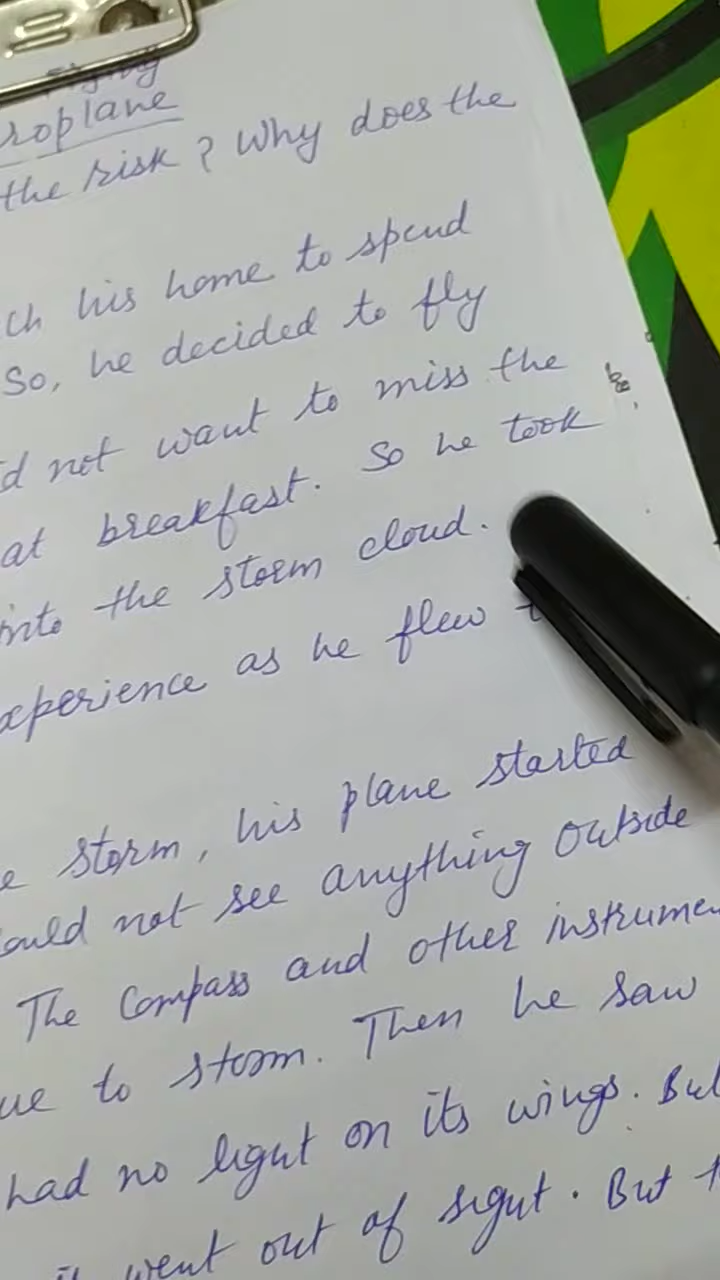 roplane
the risk? Why does the
ch his home to spend
So, he decided to fly
d not want to miss the
at breakfast. So he took
into the storm cloud.
xperience as he flew
e storm, his plane started
ould not see anything outside
The Compass and other instrumen
ue to storm. Then he saw
had no light on its wings. But
went out of sight. But